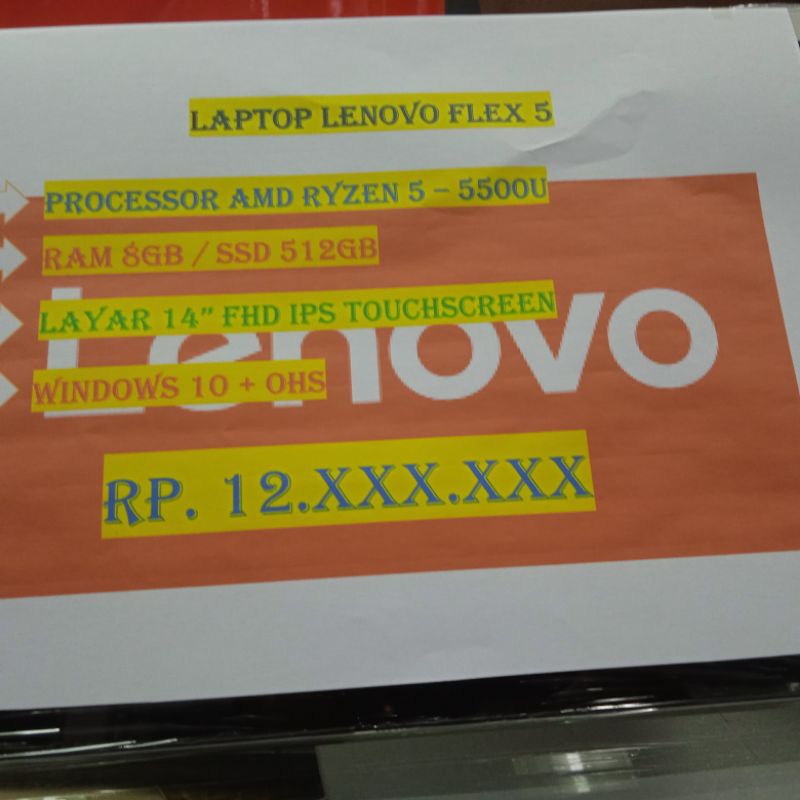 LAPTOP LENOVO FLEX 5
PROCESSOR AMD RYZEN 5 – 5500U
RAM 8GB / SSD 512GB
LAYAR 14” FHD IPS TOUCHSCREEN
Lenovo
WINDOWS 10 + OHS
RP. 12.XXX.XXX